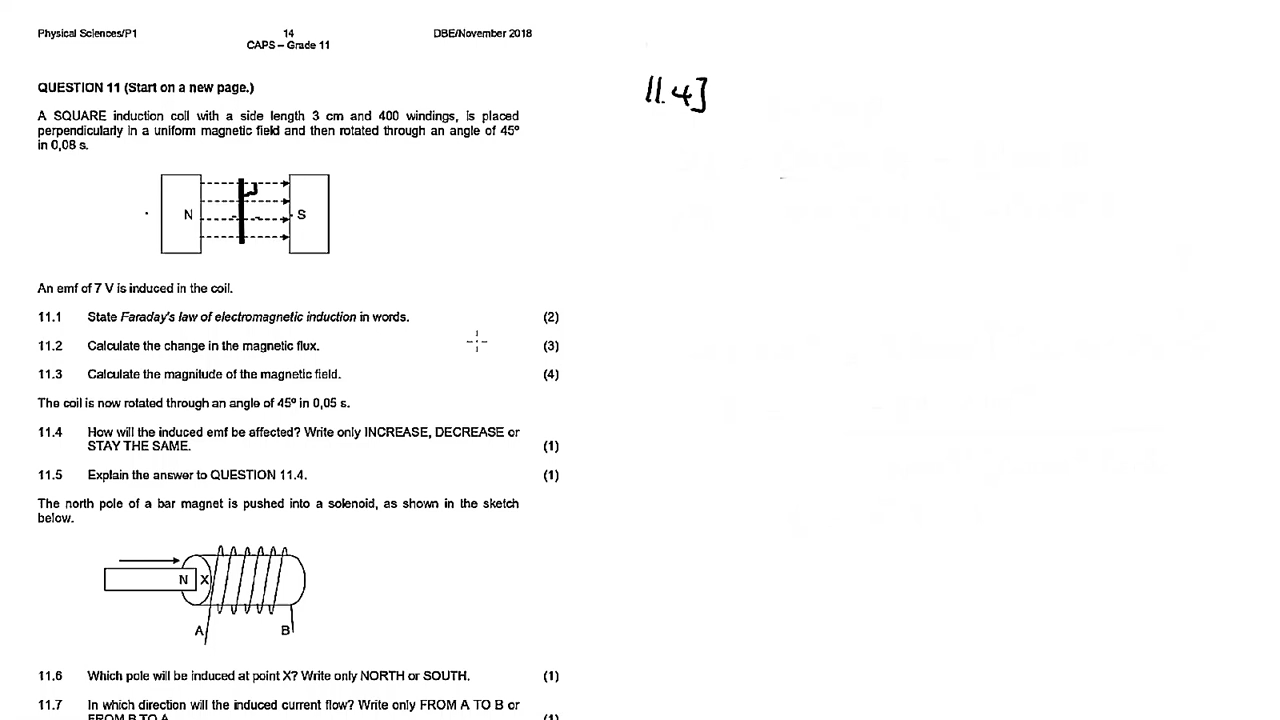 Physical Sciences/P1 14 DBE/November 2018
CAPS – Grade 11
QUESTION 11 (Start on a new page.)
A SQUARE induction coil with a side length 3 cm and 400 windings, is placed
perpendicularly in a uniform magnetic field and then rotated through an angle of 45º
in 0,08 s.
N S
An emf of 7 V is induced in the coil.
11.1 State Faraday's law of electromagnetic induction in words. (2)
11.2 Calculate the change in the magnetic flux. (3)
11.3 Calculate the magnitude of the magnetic field. (4)
The coil is now rotated through an angle of 45º in 0,05 s.
11.4 How will the induced emf be affected? Write only INCREASE, DECREASE or
STAY THE SAME. (1)
11.5 Explain the answer to QUESTION 11.4. (1)
The north pole of a bar magnet is pushed into a solenoid, as shown in the sketch
below.
N X
A B
11.6 Which pole will be induced at point X? Write only NORTH or SOUTH. (1)
11.7 In which direction will the induced current flow? Write only FROM A TO B or
FROM B TO A. (1)
11.4]